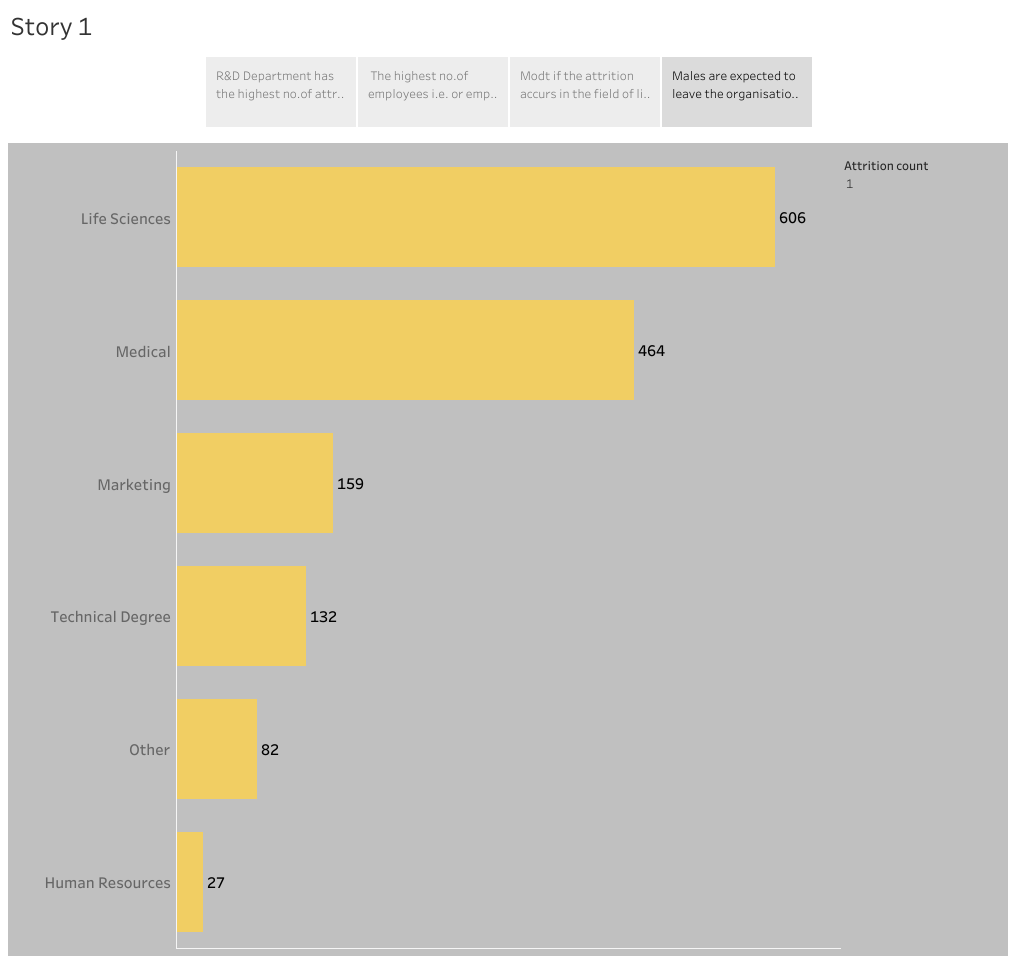 Story 1
R&D Department has
the highest no.of attr..
The highest no.of
employees i.e. or emp..
Modt if the attrition
accurs in the field of li..
Males are expected to
leave the organisatio..
Attrition count
1
Life Sciences 606
Medical 464
Marketing 159
Technical Degree 132
Other 82
Human Resources 27